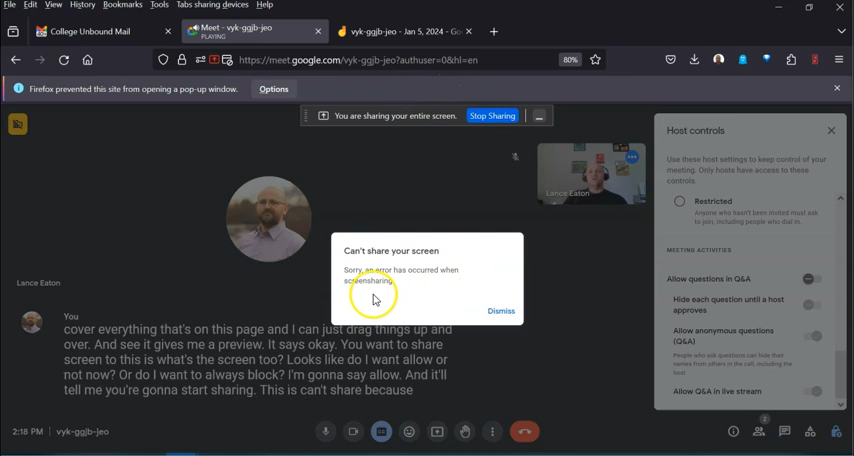 File Edit View History Bookmarks Tools Tabs sharing devices Help
College Unbound Mail
Meet - vyk-ggjb-jeo
PLAYING
vyk-ggjb-jeo - Jan 5, 2024 - Go
https://meet.google.com/vyk-ggjb-jeo?authuser=0&hl=en
80%
Firefox prevented this site from opening a pop-up window.
Options
You are sharing your entire screen.
Stop Sharing
Lance Eaton
Lance Eaton
Can't share your screen
Sorry, an error has occurred when
screensharing
Dismiss
You
cover everything that's on this page and I can just drag things up and
over. And see it gives me a preview. It says okay. You want to share
screen to this is what's the screen too? Looks like do I want allow or
not now? Or do I want to always block? I'm gonna say allow. And it'll
tell me you're gonna start sharing. This is can't share because
Host controls
Use these host settings to keep control of your
meeting. Only hosts have access to these
controls.
Restricted
Anyone who hasn't been invited must ask
to join, including people who dial in.
MEETING ACTIVITIES
Allow questions in Q&A
Hide each question until a host
approves
Allow anonymous questions
(Q&A)
People who ask questions can hide their
names from others in the call, including the
host
Allow Q&A in live stream
2:18 PM
vyk-ggjb-jeo
2